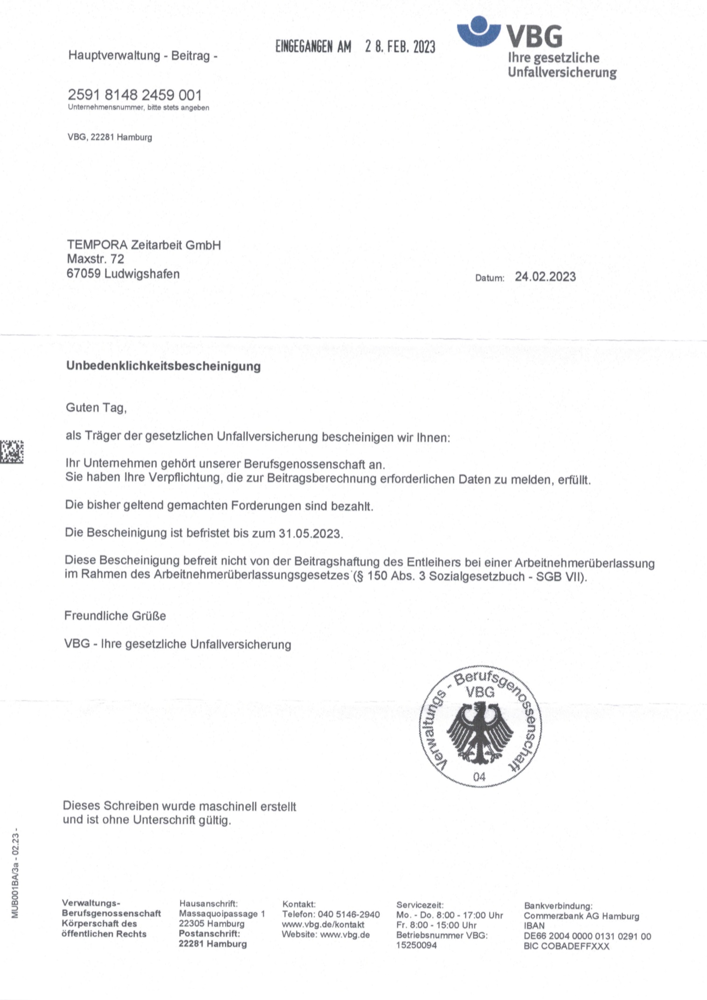 Hauptverwaltung - Beitrag -
EINGEGANGEN AM 28. FEB. 2023
VBG
Ihre gesetzliche
Unfallversicherung
2591 8148 2459 001
Unternehmensnummer, bitte stets angeben
VBG, 22281 Hamburg
TEMPORA Zeitarbeit GmbH
Maxstr. 72
67059 Ludwigshafen
Datum: 24.02.2023
Unbedenklichkeitsbescheinigung
Guten Tag,
als Träger der gesetzlichen Unfallversicherung bescheinigen wir Ihnen:
Ihr Unternehmen gehört unserer Berufsgenossenschaft an.
Sie haben Ihre Verpflichtung, die zur Beitragsberechnung erforderlichen Daten zu melden, erfüllt.
Die bisher geltend gemachten Forderungen sind bezahlt.
Die Bescheinigung ist befristet bis zum 31.05.2023.
Diese Bescheinigung befreit nicht von der Beitragshaftung des Entleihers bei einer Arbeitnehmerüberlassung
im Rahmen des Arbeitnehmerüberlassungsgesetzes (§ 150 Abs. 3 Sozialgesetzbuch - SGB VII).
Freundliche Grüße
VBG - Ihre gesetzliche Unfallversicherung
Verwaltungs - Berufsgenossenschaft
VBG
04
Dieses Schreiben wurde maschinell erstellt
und ist ohne Unterschrift gültig.
MUB001BA/3a - 02.23 -
Verwaltungs-
Berufsgenossenschaft
Körperschaft des
öffentlichen Rechts
Hausanschrift:
Massaquoipassage 1
22305 Hamburg
Postanschrift:
22281 Hamburg
Kontakt:
Telefon: 040 5146-2940
www.vbg.de/kontakt
Website: www.vbg.de
Servicezeit:
Mo. - Do. 8:00 - 17:00 Uhr
Fr. 8:00 - 15:00 Uhr
Betriebsnummer VBG:
15250094
Bankverbindung:
Commerzbank AG Hamburg
IBAN
DE66 2004 0000 0131 0291 00
BIC COBADEFFXXX